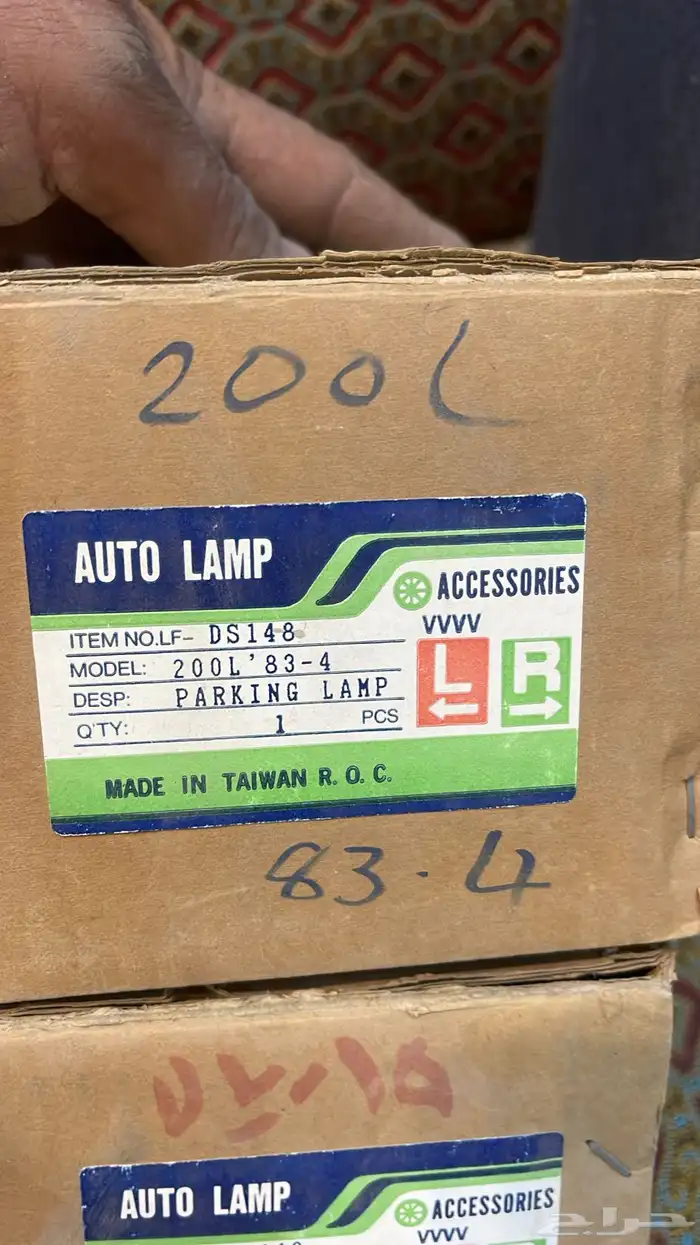 200L
AUTO LAMP
ACCESSORIES
VVVV
ITEM NO.LF- DS148
MODEL: 200L'83-4
DESP: PARKING LAMP
Q'TY: 1 PCS
L R
MADE IN TAIWAN R.O.C.
83-4
AUTO LAMP
ACCESSORIES
VVVV
حراج